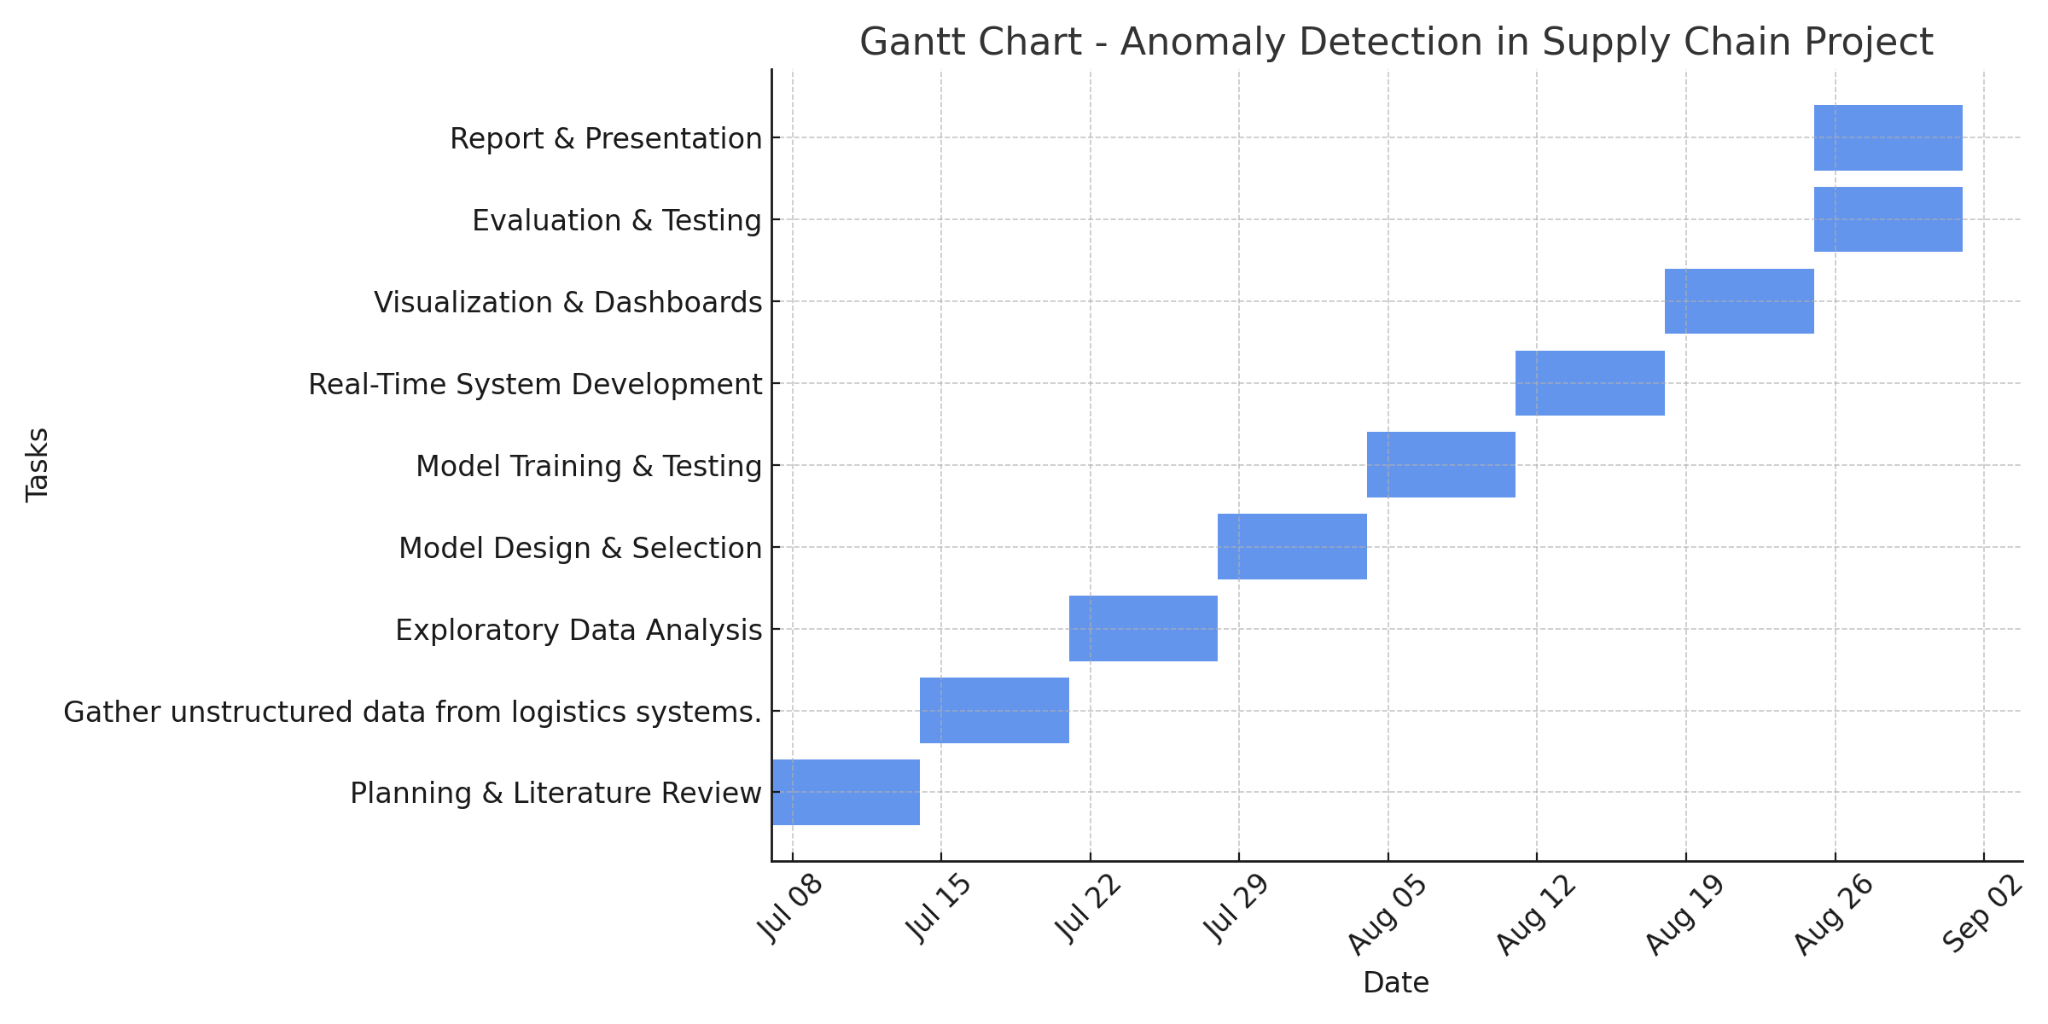 Gantt Chart - Anomaly Detection in Supply Chain Project
Report & Presentation
Evaluation & Testing
Visualization & Dashboards
Real-Time System Development
Model Training & Testing
Model Design & Selection
Exploratory Data Analysis
Gather unstructured data from logistics systems.
Planning & Literature Review
Tasks
Jul 08
Jul 15
Jul 22
Jul 29
Aug 05
Aug 12
Aug 19
Aug 26
Sep 02
Date